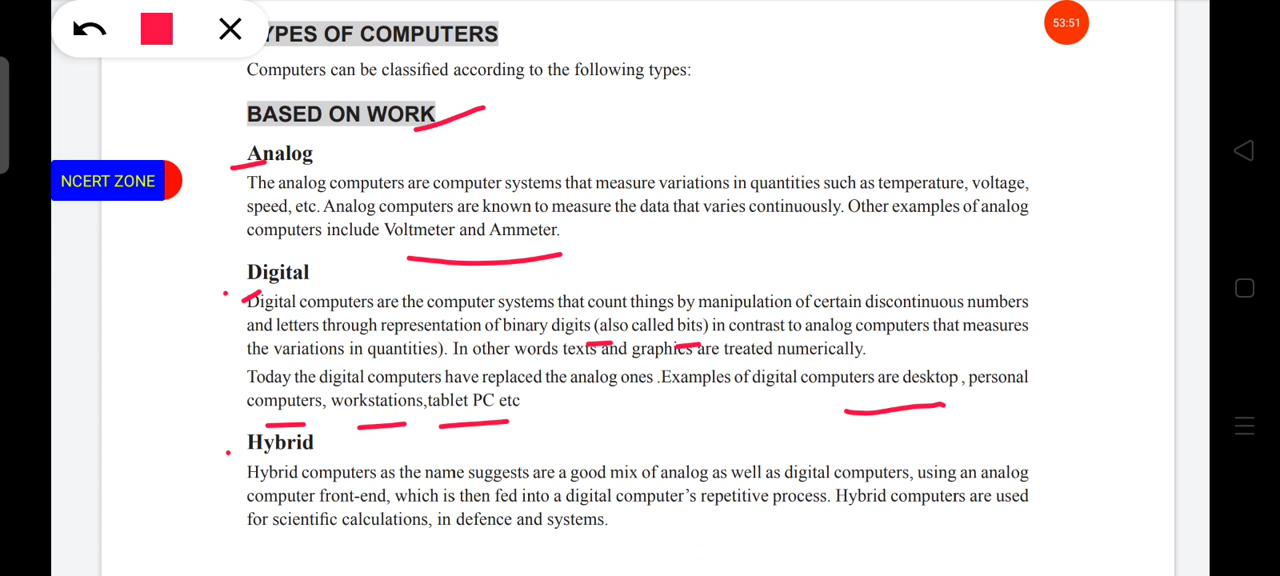 53:51
YPES OF COMPUTERS
Computers can be classified according to the following types:
BASED ON WORK
Analog
NCERT ZONE
The analog computers are computer systems that measure variations in quantities such as temperature, voltage,
speed, etc. Analog computers are known to measure the data that varies continuously. Other examples of analog
computers include Voltmeter and Ammeter.
Digital
Digital computers are the computer systems that count things by manipulation of certain discontinuous numbers
and letters through representation of binary digits (also called bits) in contrast to analog computers that measures
the variations in quantities). In other words texts and graphics are treated numerically.
Today the digital computers have replaced the analog ones .Examples of digital computers are desktop , personal
computers, workstations,tablet PC etc
Hybrid
Hybrid computers as the name suggests are a good mix of analog as well as digital computers, using an analog
computer front-end, which is then fed into a digital computer’s repetitive process. Hybrid computers are used
for scientific calculations, in defence and systems.